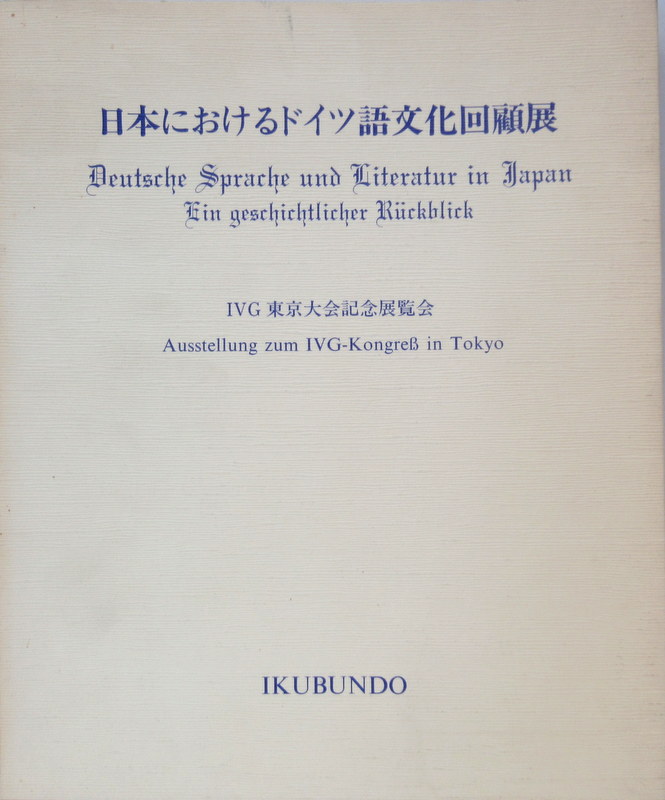 日本におけるドイツ語文化回顧展
Deutsche Sprache und Literatur in Japan
Ein geschichtlicher Rückblick
IVG 東京大会記念展覧会
Ausstellung zum IVG-Kongreß in Tokyo
IKUBUNDO